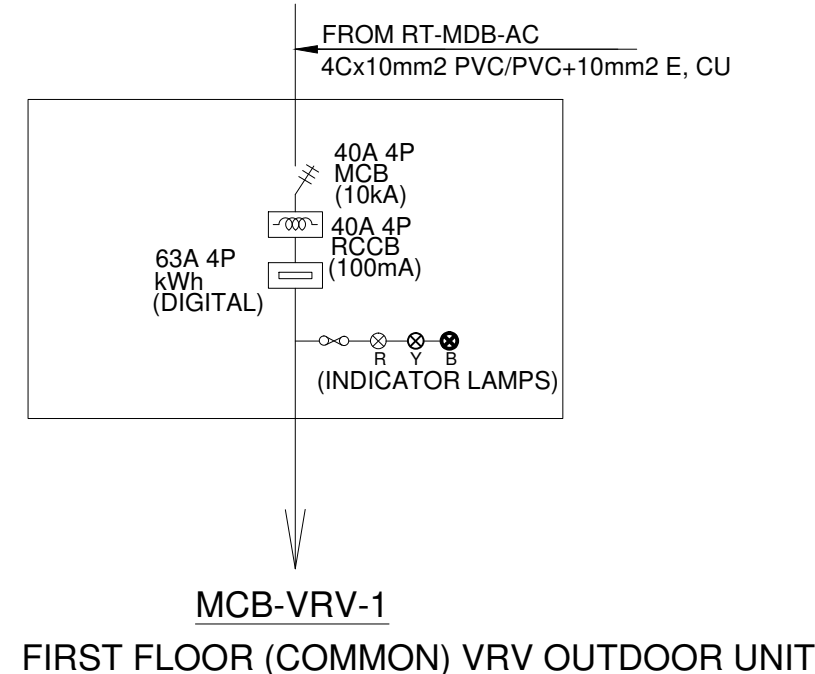 FROM RT-MDB-AC
4Cx10mm2 PVC/PVC+10mm2 E, CU
40A 4P
MCB
(10kA)
40A 4P
RCCB
(100mA)
63A 4P
kWh
(DIGITAL)
R Y B
(INDICATOR LAMPS)
MCB-VRV-1
FIRST FLOOR (COMMON) VRV OUTDOOR UNIT